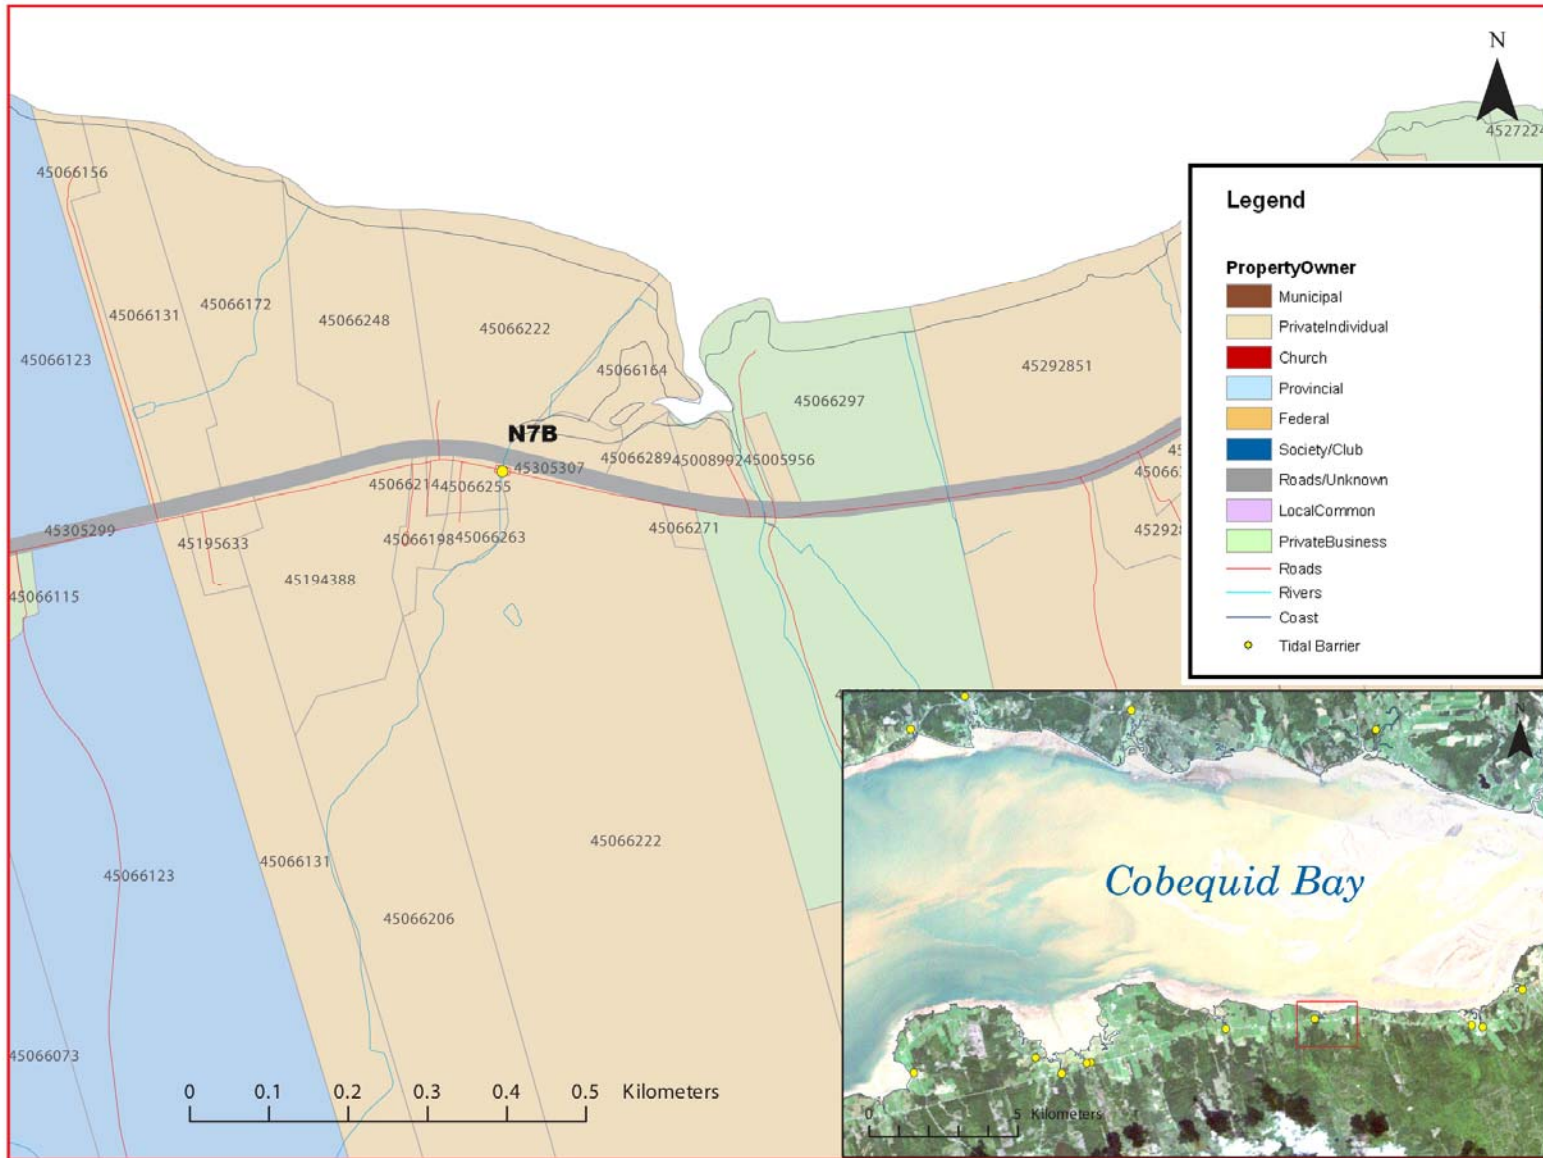 N
4527224
45066156
Legend
PropertyOwner
Municipal
PrivateIndividual
Church
Provincial
Federal
Society/Club
Roads/Unknown
LocalCommon
PrivateBusiness
Roads
Rivers
Coast
Tidal Barrier
45066131
45066172
45066248
45066222
45066123
45066164
45292851
45066297
N7B
45066289
45008992
45005956
45305307
45066214
45066255
45305299
45195633
45066198
45066263
45066271
45194388
45066115
45066222
45066131
45066123
45066206
45066073
0 0.1 0.2 0.3 0.4 0.5 Kilometers
N
Cobequid Bay
0 5 Kilometers